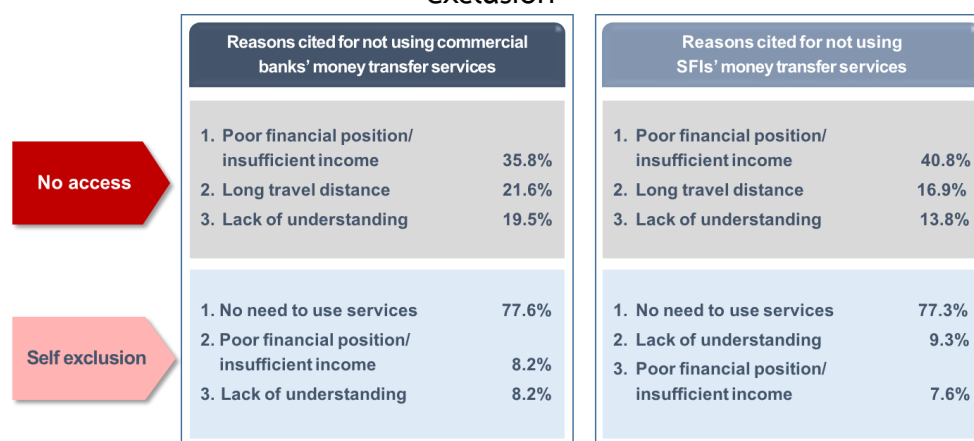 exclusion
Reasons cited for not using commercial
banks' money transfer services
Reasons cited for not using
SFIs' money transfer services
No access
1. Poor financial position/
insufficient income 35.8%
2. Long travel distance 21.6%
3. Lack of understanding 19.5%
1. Poor financial position/
insufficient income 40.8%
2. Long travel distance 16.9%
3. Lack of understanding 13.8%
Self exclusion
1. No need to use services 77.6%
2. Poor financial position/
insufficient income 8.2%
3. Lack of understanding 8.2%
1. No need to use services 77.3%
2. Lack of understanding 9.3%
3. Poor financial position/
insufficient income 7.6%